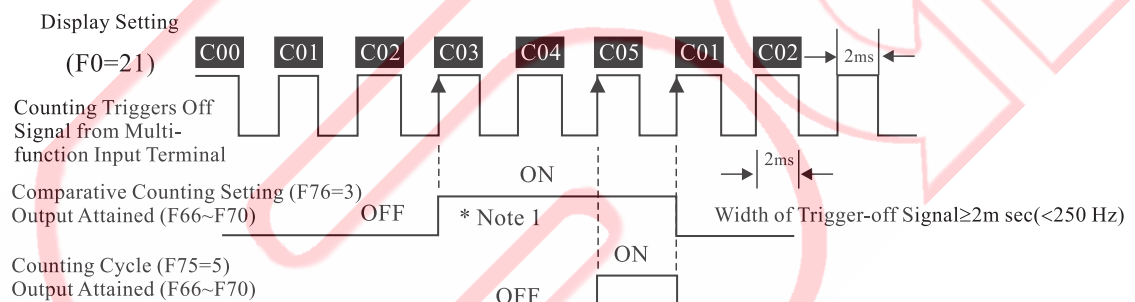 Display Setting
(F0=21)
C00 C01 C02 C03 C04 C05 C01 C02
2ms
Counting Triggers Off
Signal from Multi-
function Input Terminal
2ms
ON
Comparative Counting Setting (F76=3)
Output Attained (F66~F70)
OFF
* Note 1
Width of Trigger-off Signal≥2m sec(<250 Hz)
ON
Counting Cycle (F75=5)
Output Attained (F66~F70)
OFF